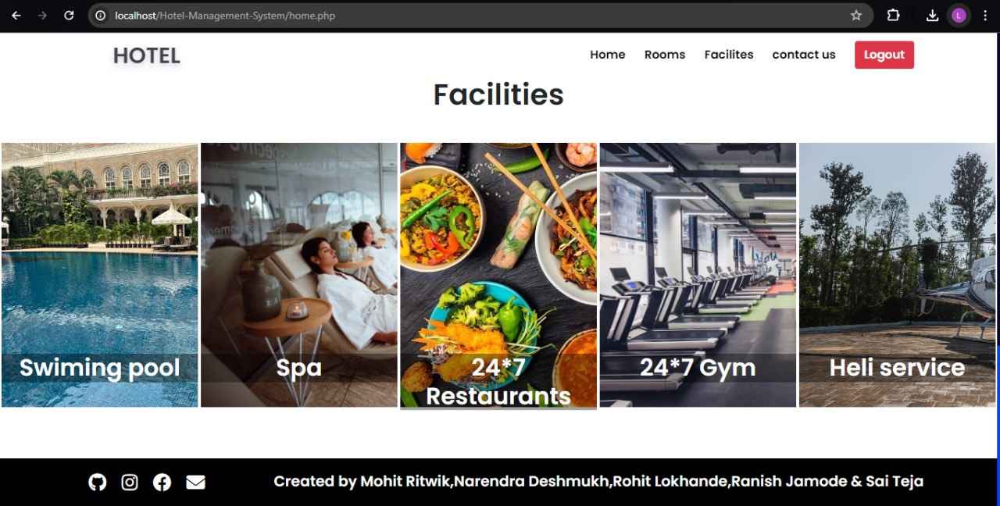 localhost/Hotel-Management-System/home.php
L
HOTEL
Home Rooms Facilites contact us Logout
Facilities
Swiming pool
Spa
24*7
Restaurants
24*7 Gym
Heli service
Created by Mohit Ritwik,Narendra Deshmukh,Rohit Lokhande,Ranish Jamode & Sai Teja